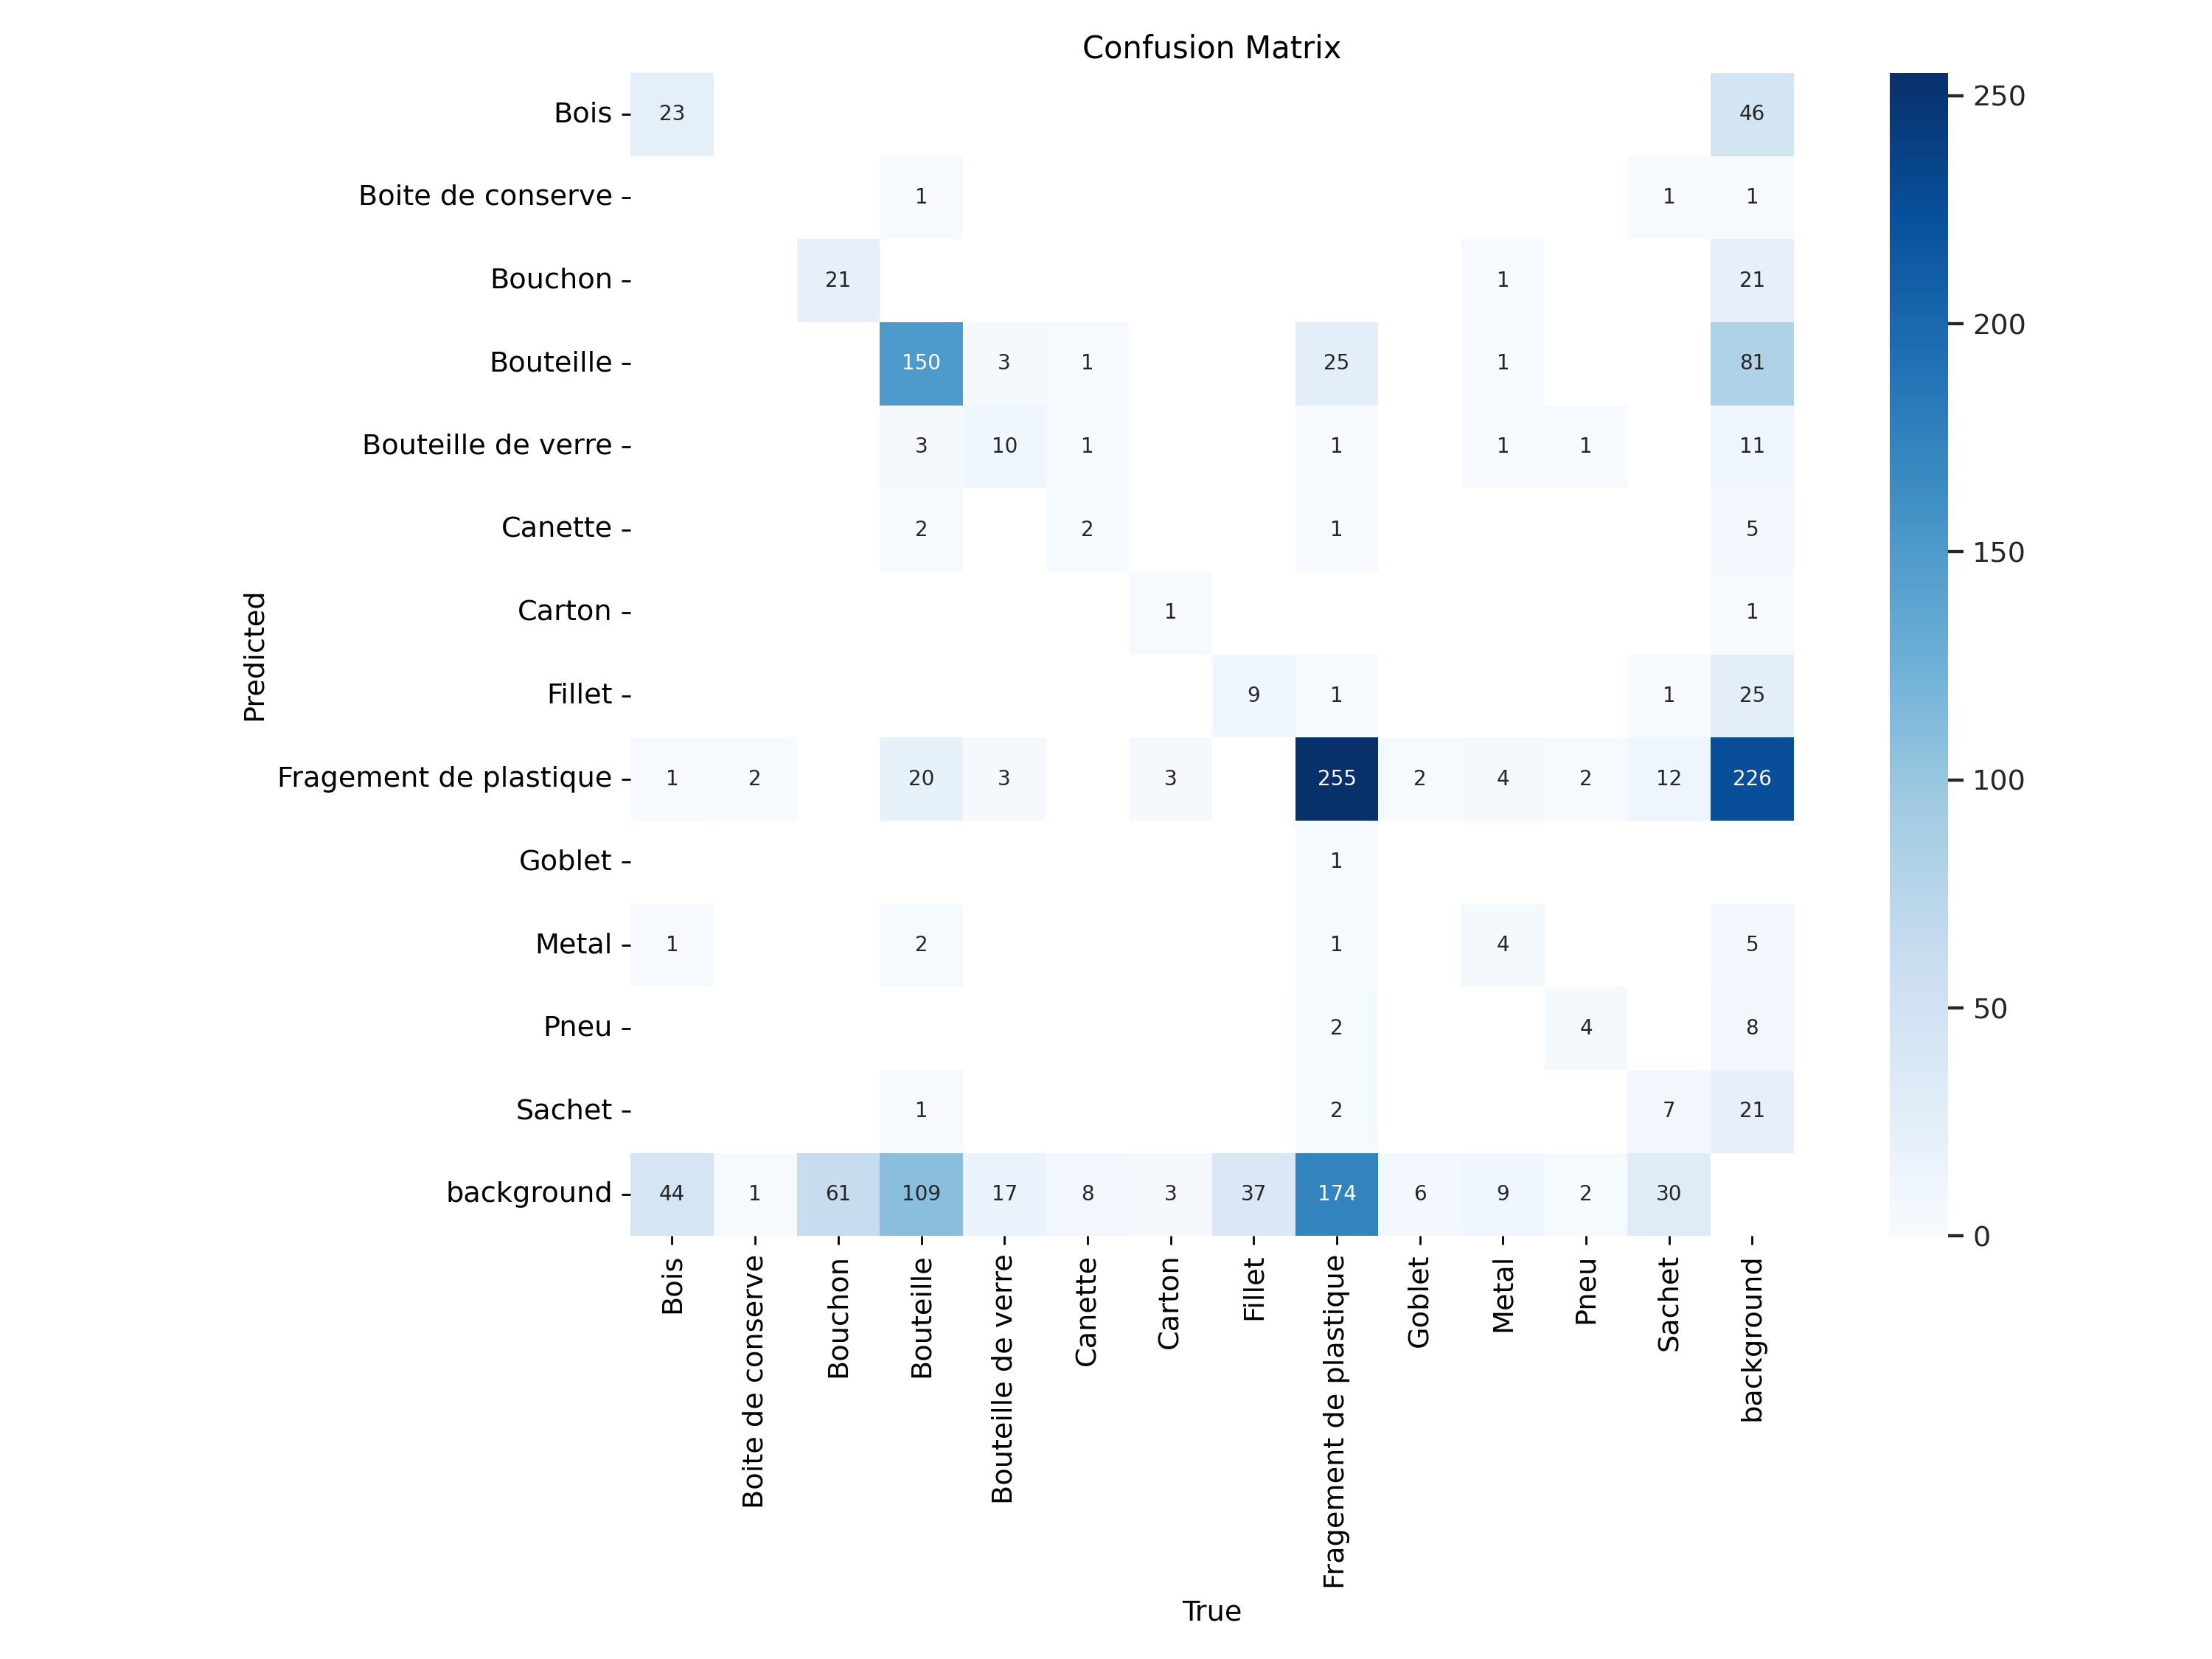 Confusion Matrix
Bois 23 46
Boite de conserve 1 1 1
Bouchon 21 1 21
Bouteille 150 3 1 25 1 81
Bouteille de verre 3 10 1 1 1 1 11
Canette 2 2 1 5
Carton 1 1
Fillet 9 1 1 25
Fragement de plastique 1 2 20 3 3 255 2 4 2 12 226
Goblet 1
Metal 1 2 1 4 5
Pneu 2 4 8
Sachet 1 2 7 21
background 44 1 61 109 17 8 3 37 174 6 9 2 30
Predicted
Bois
Boite de conserve
Bouchon
Bouteille
Bouteille de verre
Canette
Carton
Fillet
Fragement de plastique
Goblet
Metal
Pneu
Sachet
background
True
250
200
150
100
50
0